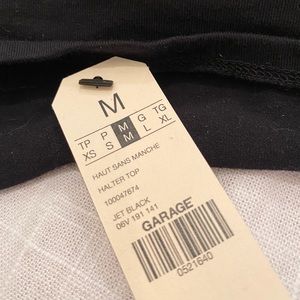 M
TP P M G TG
XS S M L XL
HAUT SANS MANCHE
HALTER TOP
100047674
JET BLACK
06V 191 141
GARAGE
0521640